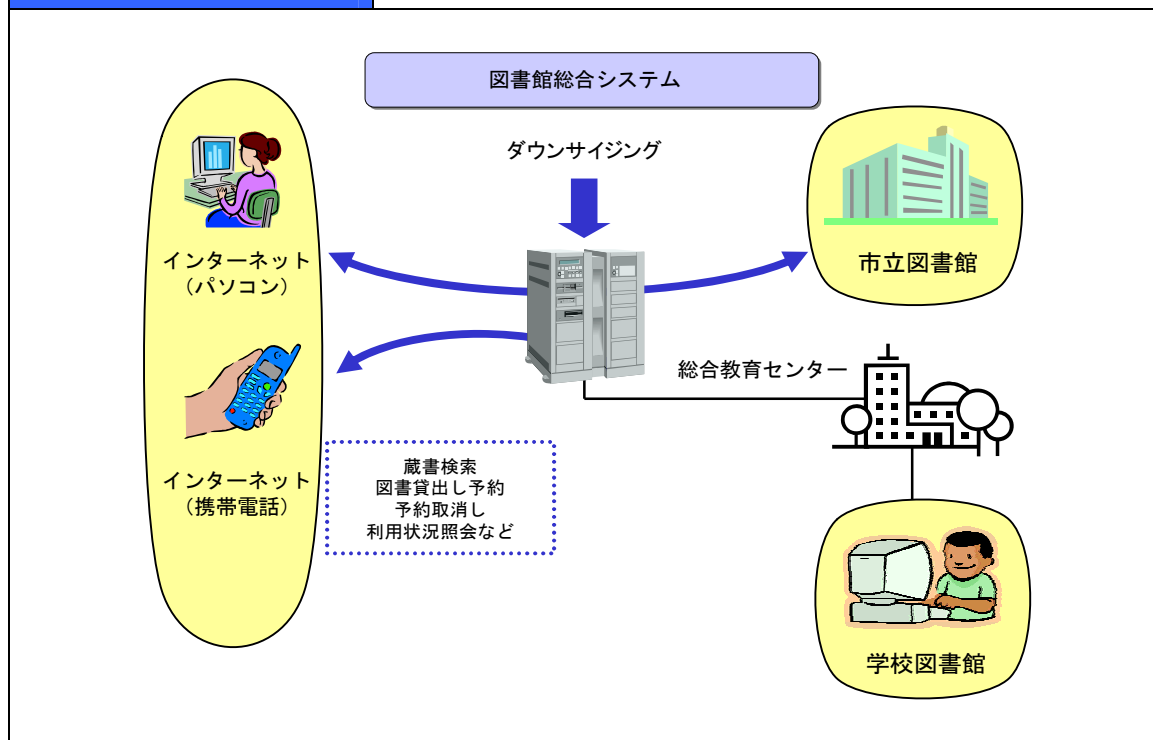 図書館総合システム
ダウンサイジング
インターネット
（パソコン）
市立図書館
総合教育センター
インターネット
（携帯電話）
蔵書検索
図書貸出し予約
予約取消し
利用状況照会など
学校図書館